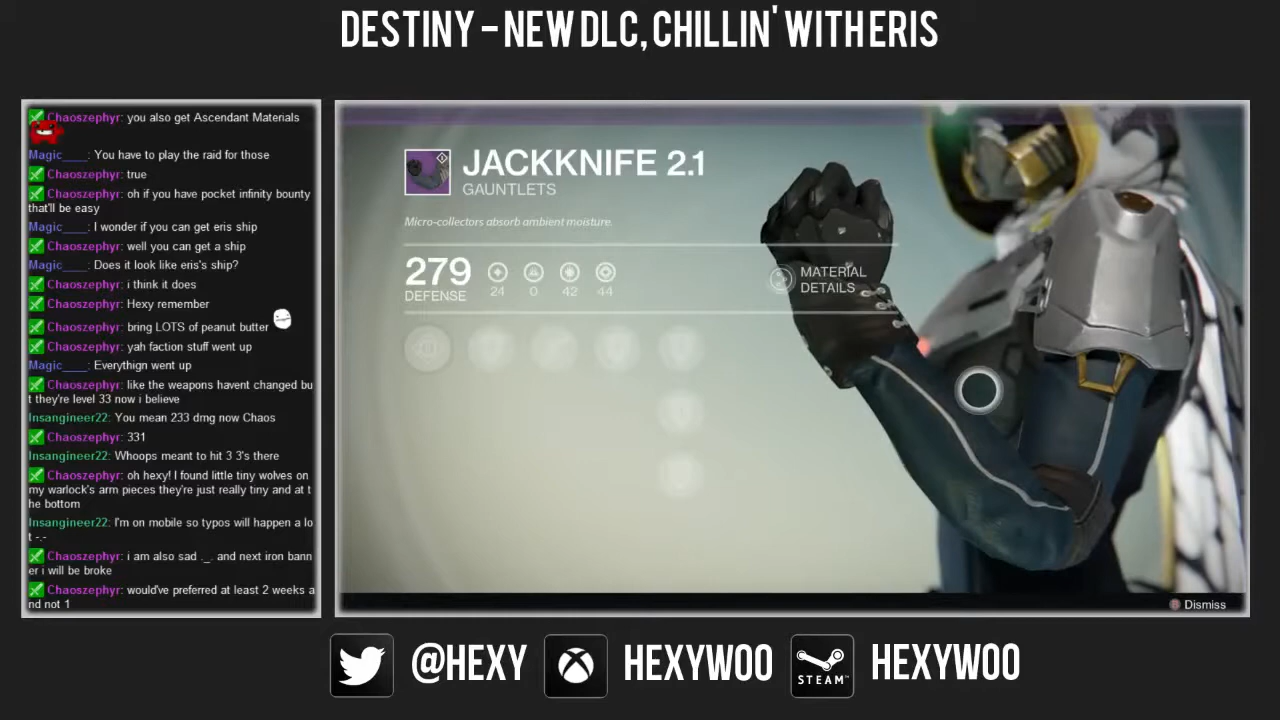 DESTINY - NEW DLC, CHILLIN' WITH ERIS
Chaoszephyr: you also get Ascendant Materials
Magic____: You have to play the raid for those
Chaoszephyr: true
Chaoszephyr: oh if you have pocket infinity bounty
that'll be easy
Magic____: I wonder if you can get eris ship
Chaoszephyr: well you can get a ship
Magic____: Does it look like eris's ship?
Chaoszephyr: i think it does
Chaoszephyr: Hexy remember
Chaoszephyr: bring LOTS of peanut butter
Chaoszephyr: yah faction stuff went up
Magic____: Everythign went up
Chaoszephyr: like the weapons havent changed bu
t they're level 33 now i believe
Insangineer22: You mean 233 dmg now Chaos
Chaoszephyr: 331
Insangineer22: Whoops meant to hit 3 3's there
Chaoszephyr: oh hexy! I found little tiny wolves on
my warlock's arm pieces they're just really tiny and at t
he bottom
Insangineer22: I'm on mobile so typos will happen a lo
t -.-
Chaoszephyr: i am also sad ._. and next iron bann
er i will be broke
Chaoszephyr: would've preferred at least 2 weeks a
nd not 1
JACKKNIFE 2.1
GAUNTLETS
Micro-collectors absorb ambient moisture.
279
DEFENSE
24 0 42 44
MATERIAL
DETAILS
B Dismiss
@HEXY
HEXYWOO
STEAM™
HEXYWOO